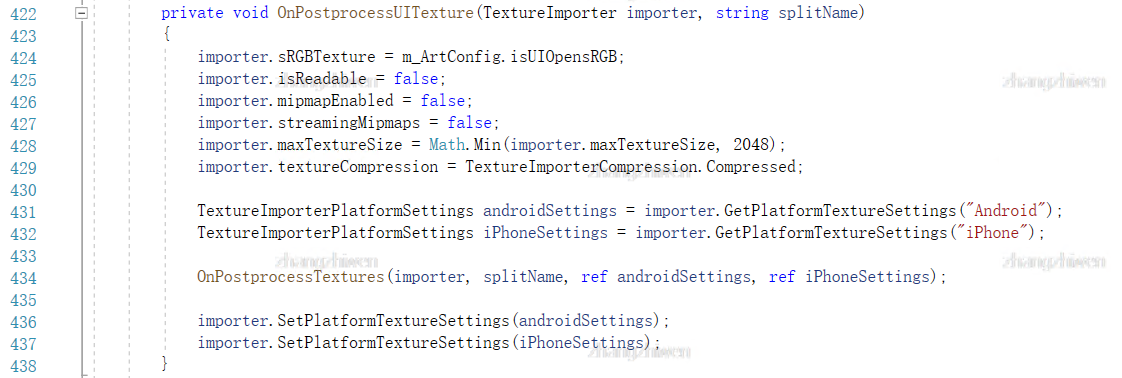 422 private void OnPostprocessUITexture(TextureImporter importer, string splitName)
423 {
424 importer.sRGBTexture = m_ArtConfig.isUIOpensRGB;
425 importer.isReadable = false;
426 importer.mipmapEnabled = false;
427 importer.streamingMipmaps = false;
428 importer.maxTextureSize = Math.Min(importer.maxTextureSize, 2048);
429 importer.textureCompression = TextureImporterCompression.Compressed;
430
431 TextureImporterPlatformSettings androidSettings = importer.GetPlatformTextureSettings("Android");
432 TextureImporterPlatformSettings iPhoneSettings = importer.GetPlatformTextureSettings("iPhone");
433
434 OnPostprocessTextures(importer, splitName, ref androidSettings, ref iPhoneSettings);
435
436 importer.SetPlatformTextureSettings(androidSettings);
437 importer.SetPlatformTextureSettings(iPhoneSettings);
438 }